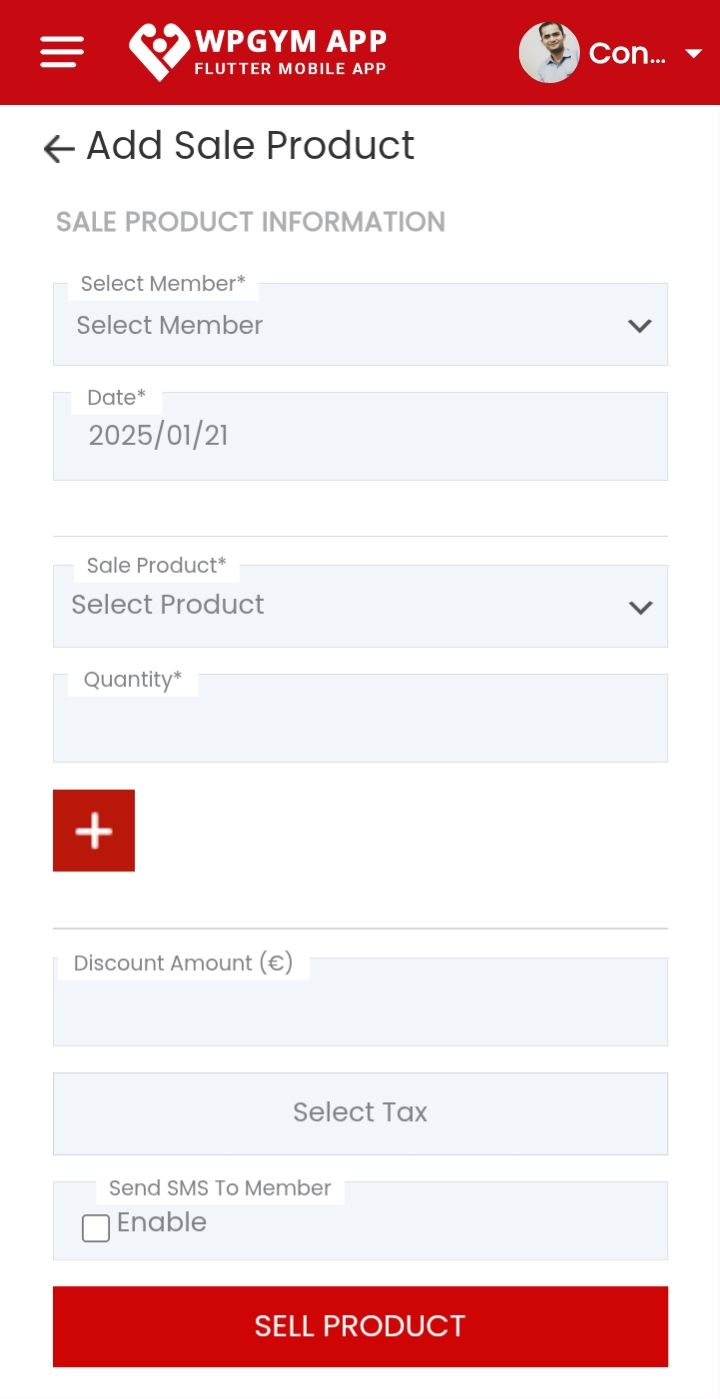 WPGYM APP
FLUTTER MOBILE APP
Con...
Add Sale Product
SALE PRODUCT INFORMATION
Select Member*
Select Member
Date*
2025/01/21
Sale Product*
Select Product
Quantity*
Discount Amount (€)
Select Tax
Send SMS To Member
Enable
SELL PRODUCT